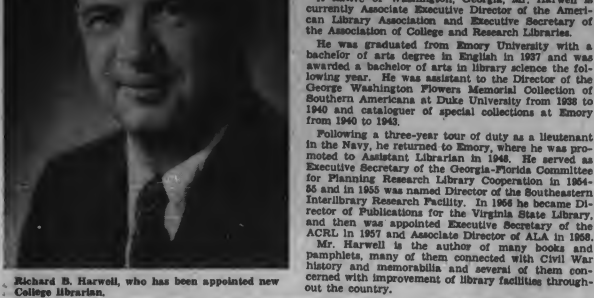 Richard B. Harwell, who has been appointed new
College librarian.
A native of Washington, Georgia, Mr. Harwell is
currently Associate Executive Director of the Ameri-
can Library Association and Executive Secretary of
the Association of College and Research Libraries.
He was graduated from Emory University with a
bachelor of arts degree in English in 1937 and was
awarded a bachelor of arts in library science the fol-
lowing year. He was assistant to the Director of the
George Washington Flowers Memorial Collection of
Southern Americana at Duke University from 1938 to
1940 and cataloguer of special collections at Emory
from 1940 to 1943.
Following a three-year tour of duty as a lieutenant
in the Navy, he returned to Emory, where he was pro-
moted to Assistant Librarian in 1948. He served as
Executive Secretary of the Georgia-Florida Committee
for Planning Research Library Cooperation in 1954-
55 and in 1955 was named Director of the Southeastern
Interlibrary Research Facility. In 1956 he became Di-
rector of Publications for the Virginia State Library,
and then was appointed Executive Secretary of the
ACRL in 1957 and Associate Director of ALA in 1958.
Mr. Harwell is the author of many books and
pamphlets, many of them connected with Civil War
history and memorabilia and several of them con-
cerned with improvement of library facilities through-
out the country.